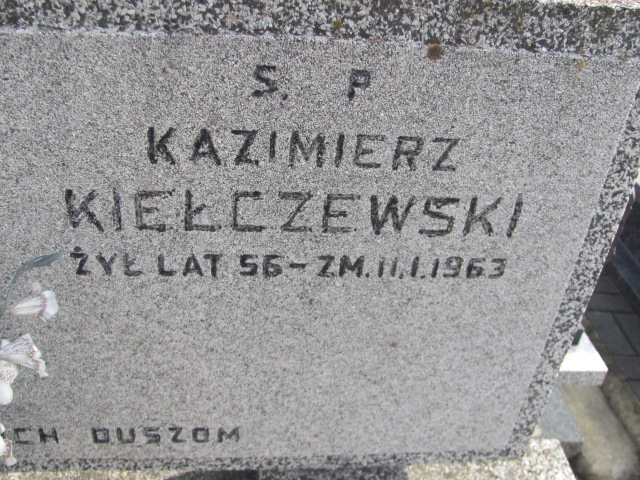 Ś. P
KAZIMIERZ
KIEŁCZEWSKI
ŻYŁ LAT 56 – ZM. 11.1.1963
CH DUSZOM